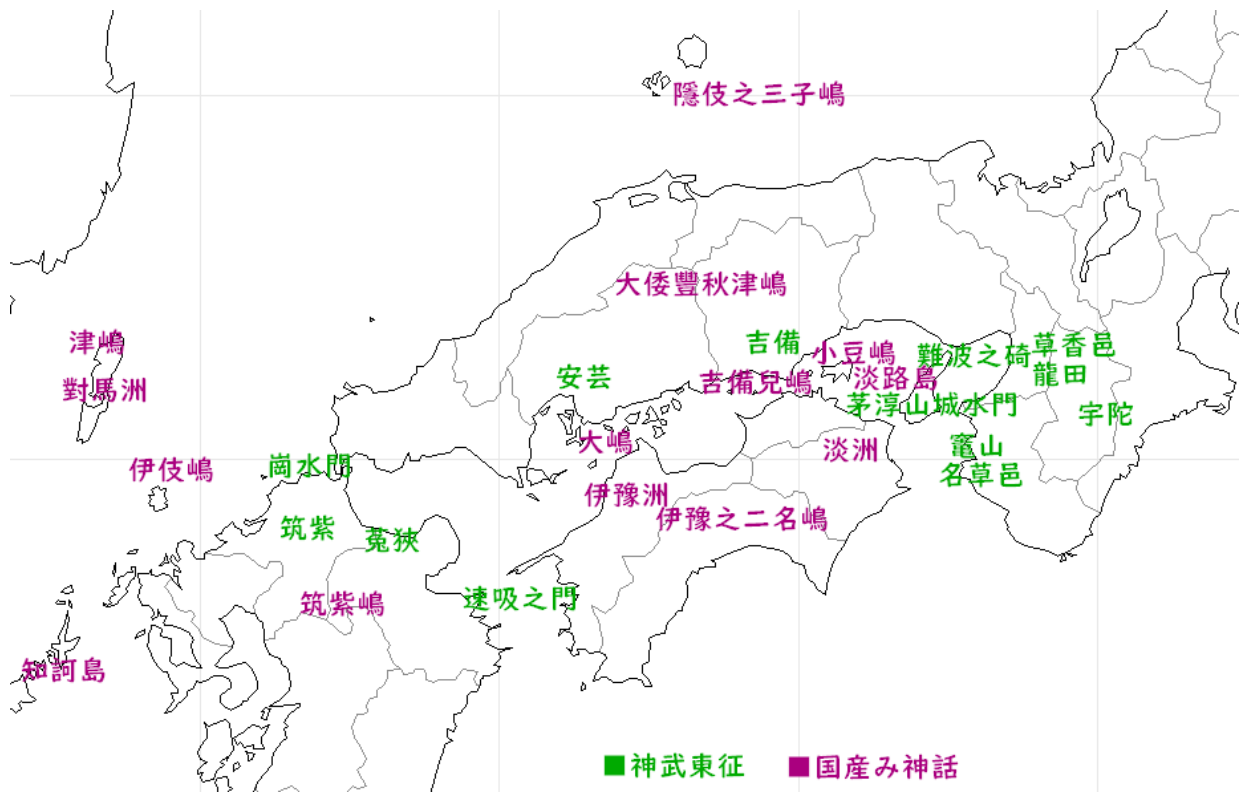 隱伎之三子嶋
大倭豐秋津嶋
津嶋
吉備
小豆嶋
難波之碕
草香邑
對馬洲
安芸
吉備兒嶋
淡路島
龍田
茅渟山城水門
宇陀
大嶋
淡洲
竈山
伊伎嶋
崗水門
名草邑
伊豫洲
伊豫之二名嶋
筑紫
菟狹
筑紫嶋
速吸之門
知訶島
■神武東征
■国産み神話